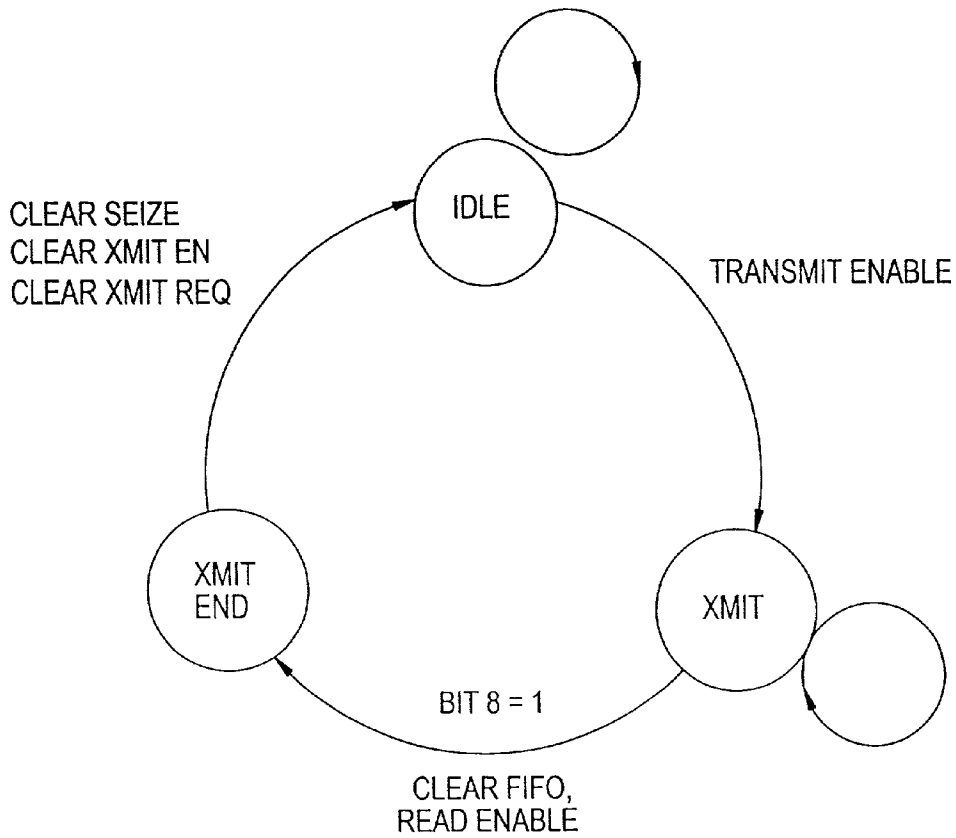 IDLE
CLEAR SEIZE
CLEAR XMIT EN
CLEAR XMIT REQ
TRANSMIT ENABLE
XMIT
END
XMIT
BIT 8 = 1
CLEAR FIFO,
READ ENABLE